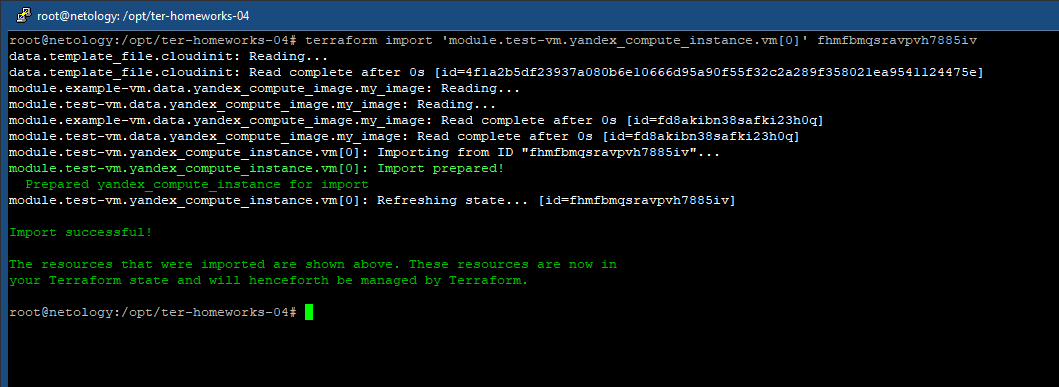 root@netology: /opt/ter-homeworks-04
root@netology:/opt/ter-homeworks-04# terraform import 'module.test-vm.yandex_compute_instance.vm[0]' fhmfbmqsravpvh7885iv
data.template_file.cloudinit: Reading...
data.template_file.cloudinit: Read complete after 0s [id=4f1a2b5df23937a080b6e10666d95a90f55f32c2a289f358021ea9541124475e]
module.example-vm.data.yandex_compute_image.my_image: Reading...
module.test-vm.data.yandex_compute_image.my_image: Reading...
module.example-vm.data.yandex_compute_image.my_image: Read complete after 0s [id=fd8akibn38safki23h0q]
module.test-vm.data.yandex_compute_image.my_image: Read complete after 0s [id=fd8akibn38safki23h0q]
module.test-vm.yandex_compute_instance.vm[0]: Importing from ID "fhmfbmqsravpvh7885iv"...
module.test-vm.yandex_compute_instance.vm[0]: Import prepared!
  Prepared yandex_compute_instance for import
module.test-vm.yandex_compute_instance.vm[0]: Refreshing state... [id=fhmfbmqsravpvh7885iv]
Import successful!
The resources that were imported are shown above. These resources are now in
your Terraform state and will henceforth be managed by Terraform.
root@netology:/opt/ter-homeworks-04#